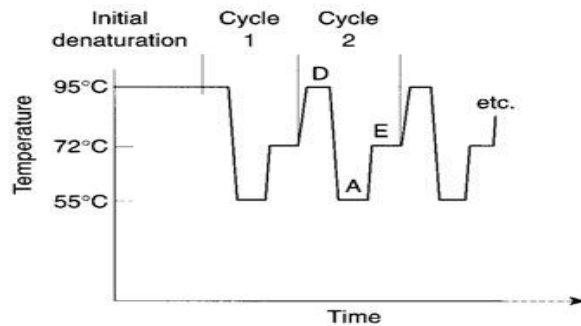 Initial
denaturation
Cycle
1
Cycle
2
95°C
D
etc.
72°C
E
A
55°C
Temperature
Time